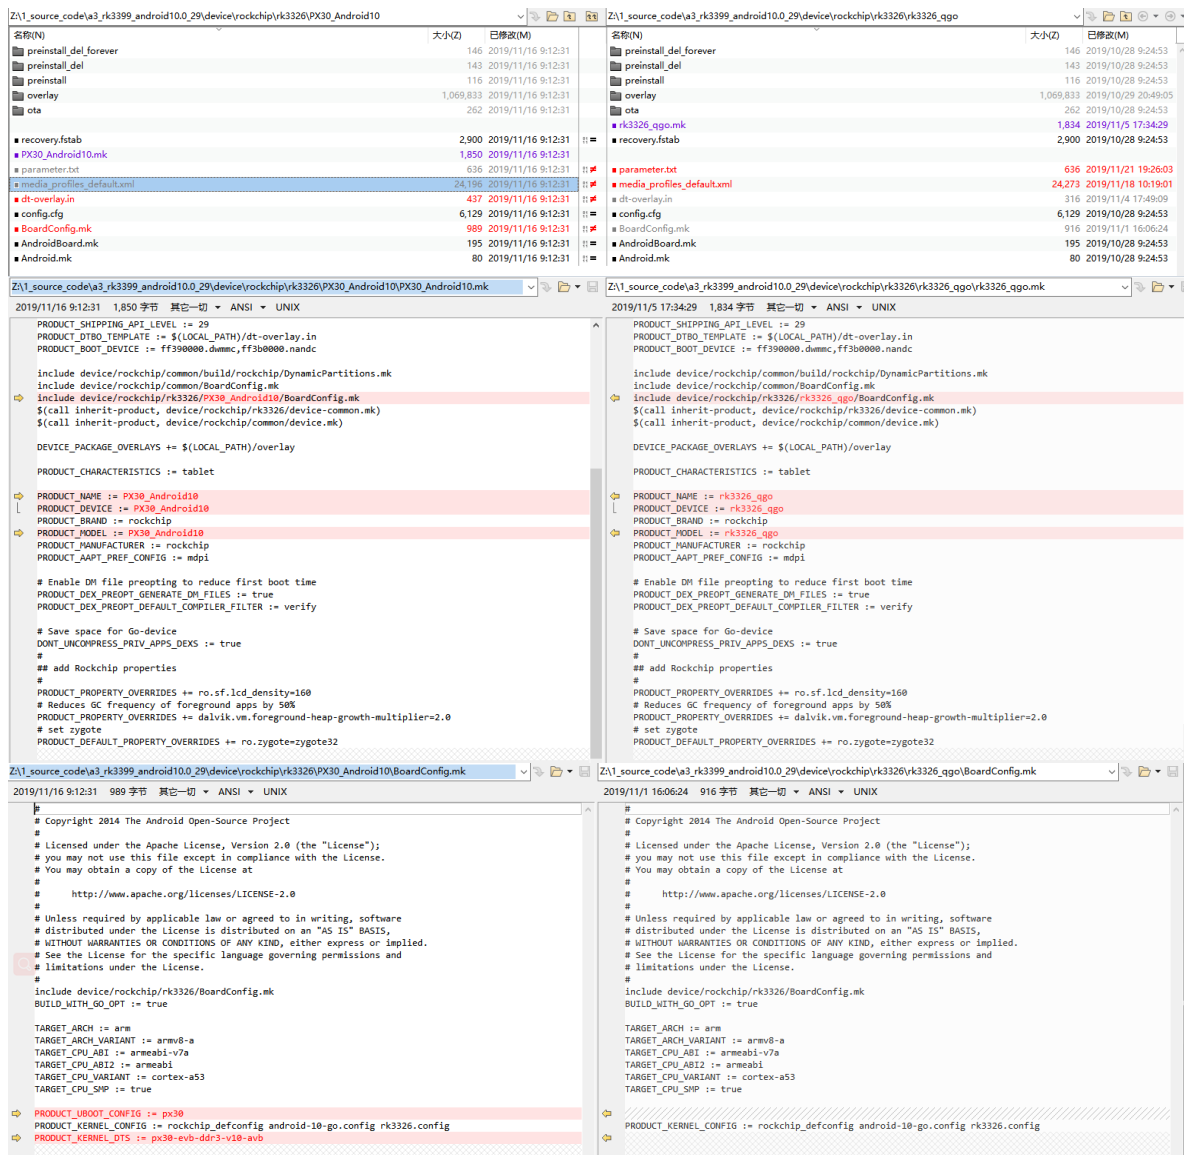 Z:\1_source_code\a3_rk3399_android10.0_29\device\rockchip\rk3326\PX30_Android10
名称(N) 大小(Z) 已修改(M)
preinstall_del_forever 146 2019/11/16 9:12:31
preinstall_del 143 2019/11/16 9:12:31
preinstall 116 2019/11/16 9:12:31
overlay 1,069,833 2019/11/16 9:12:31
ota 262 2019/11/16 9:12:31
recovery.fstab 2,900 2019/11/16 9:12:31
PX30_Android10.mk 1,850 2019/11/16 9:12:31
parameter.txt 636 2019/11/16 9:12:31
media_profiles_default.xml 24,196 2019/11/16 9:12:31
dt-overlay.in 437 2019/11/16 9:12:31
config.cfg 6,129 2019/11/16 9:12:31
BoardConfig.mk 989 2019/11/16 9:12:31
AndroidBoard.mk 195 2019/11/16 9:12:31
Android.mk 80 2019/11/16 9:12:31
Z:\1_source_code\a3_rk3399_android10.0_29\device\rockchip\rk3326\rk3326_qgo
名称(N) 大小(Z) 已修改(M)
preinstall_del_forever 146 2019/10/28 9:24:53
preinstall_del 143 2019/10/28 9:24:53
preinstall 116 2019/10/28 9:24:53
overlay 1,069,833 2019/10/29 20:49:05
ota 262 2019/10/28 9:24:53
rk3326_qgo.mk 1,834 2019/11/5 17:34:29
recovery.fstab 2,900 2019/10/28 9:24:53
parameter.txt 636 2019/11/21 19:26:03
media_profiles_default.xml 24,273 2019/11/18 10:19:01
dt-overlay.in 316 2019/11/4 17:49:09
config.cfg 6,129 2019/10/28 9:24:53
BoardConfig.mk 916 2019/11/1 16:06:24
AndroidBoard.mk 195 2019/10/28 9:24:53
Android.mk 80 2019/10/28 9:24:53
Z:\1_source_code\a3_rk3399_android10.0_29\device\rockchip\rk3326\PX30_Android10\PX30_Android10.mk
2019/11/16 9:12:31 1,850 字节 其它一切 ANSI UNIX
PRODUCT_SHIPPING_API_LEVEL := 29
PRODUCT_DTBO_TEMPLATE := $(LOCAL_PATH)/dt-overlay.in
PRODUCT_BOOT_DEVICE := ff390000.dwmmc,ff3b0000.nandc
include device/rockchip/common/build/rockchip/DynamicPartitions.mk
include device/rockchip/common/BoardConfig.mk
include device/rockchip/rk3326/PX30_Android10/BoardConfig.mk
$(call inherit-product, device/rockchip/rk3326/device-common.mk)
$(call inherit-product, device/rockchip/common/device.mk)
DEVICE_PACKAGE_OVERLAYS += $(LOCAL_PATH)/overlay
PRODUCT_CHARACTERISTICS := tablet
PRODUCT_NAME := PX30_Android10
PRODUCT_DEVICE := PX30_Android10
PRODUCT_BRAND := rockchip
PRODUCT_MODEL := PX30_Android10
PRODUCT_MANUFACTURER := rockchip
PRODUCT_AAPT_PREF_CONFIG := mdpi
# Enable DM file preopting to reduce first boot time
PRODUCT_DEX_PREOPT_GENERATE_DM_FILES := true
PRODUCT_DEX_PREOPT_DEFAULT_COMPILER_FILTER := verify
# Save space for Go-device
DONT_UNCOMPRESS_PRIV_APPS_DEXS := true
#
## add Rockchip properties
#
PRODUCT_PROPERTY_OVERRIDES += ro.sf.lcd_density=160
# Reduces GC frequency of foreground apps by 50%
PRODUCT_PROPERTY_OVERRIDES += dalvik.vm.foreground-heap-growth-multiplier=2.0
# set zygote
PRODUCT_DEFAULT_PROPERTY_OVERRIDES += ro.zygote=zygote32
Z:\1_source_code\a3_rk3399_android10.0_29\device\rockchip\rk3326\rk3326_qgo\rk3326_qgo.mk
2019/11/5 17:34:29 1,834 字节 其它一切 ANSI UNIX
PRODUCT_SHIPPING_API_LEVEL := 29
PRODUCT_DTBO_TEMPLATE := $(LOCAL_PATH)/dt-overlay.in
PRODUCT_BOOT_DEVICE := ff390000.dwmmc,ff3b0000.nandc
include device/rockchip/common/build/rockchip/DynamicPartitions.mk
include device/rockchip/common/BoardConfig.mk
include device/rockchip/rk3326/rk3326_qgo/BoardConfig.mk
$(call inherit-product, device/rockchip/rk3326/device-common.mk)
$(call inherit-product, device/rockchip/common/device.mk)
DEVICE_PACKAGE_OVERLAYS += $(LOCAL_PATH)/overlay
PRODUCT_CHARACTERISTICS := tablet
PRODUCT_NAME := rk3326_qgo
PRODUCT_DEVICE := rk3326_qgo
PRODUCT_BRAND := rockchip
PRODUCT_MODEL := rk3326_qgo
PRODUCT_MANUFACTURER := rockchip
PRODUCT_AAPT_PREF_CONFIG := mdpi
# Enable DM file preopting to reduce first boot time
PRODUCT_DEX_PREOPT_GENERATE_DM_FILES := true
PRODUCT_DEX_PREOPT_DEFAULT_COMPILER_FILTER := verify
# Save space for Go-device
DONT_UNCOMPRESS_PRIV_APPS_DEXS := true
#
## add Rockchip properties
#
PRODUCT_PROPERTY_OVERRIDES += ro.sf.lcd_density=160
# Reduces GC frequency of foreground apps by 50%
PRODUCT_PROPERTY_OVERRIDES += dalvik.vm.foreground-heap-growth-multiplier=2.0
# set zygote
PRODUCT_DEFAULT_PROPERTY_OVERRIDES += ro.zygote=zygote32
Z:\1_source_code\a3_rk3399_android10.0_29\device\rockchip\rk3326\PX30_Android10\BoardConfig.mk
2019/11/16 9:12:31 989 字节 其它一切 ANSI UNIX
#
# Copyright 2014 The Android Open-Source Project
#
# Licensed under the Apache License, Version 2.0 (the "License");
# you may not use this file except in compliance with the License.
# You may obtain a copy of the License at
#
# http://www.apache.org/licenses/LICENSE-2.0
#
# Unless required by applicable law or agreed to in writing, software
# distributed under the License is distributed on an "AS IS" BASIS,
# WITHOUT WARRANTIES OR CONDITIONS OF ANY KIND, either express or implied.
# See the License for the specific language governing permissions and
# limitations under the License.
#
include device/rockchip/rk3326/BoardConfig.mk
BUILD_WITH_GO_OPT := true
TARGET_ARCH := arm
TARGET_ARCH_VARIANT := armv8-a
TARGET_CPU_ABI := armeabi-v7a
TARGET_CPU_ABI2 := armeabi
TARGET_CPU_VARIANT := cortex-a53
TARGET_CPU_SMP := true
PRODUCT_UBOOT_CONFIG := px30
PRODUCT_KERNEL_CONFIG := rockchip_defconfig android-10-go.config rk3326.config
PRODUCT_KERNEL_DTS := px30-evb-ddr3-v10-avb
Z:\1_source_code\a3_rk3399_android10.0_29\device\rockchip\rk3326\rk3326_qgo\BoardConfig.mk
2019/11/1 16:06:24 916 字节 其它一切 ANSI UNIX
#
# Copyright 2014 The Android Open-Source Project
#
# Licensed under the Apache License, Version 2.0 (the "License");
# you may not use this file except in compliance with the License.
# You may obtain a copy of the License at
#
# http://www.apache.org/licenses/LICENSE-2.0
#
# Unless required by applicable law or agreed to in writing, software
# distributed under the License is distributed on an "AS IS" BASIS,
# WITHOUT WARRANTIES OR CONDITIONS OF ANY KIND, either express or implied.
# See the License for the specific language governing permissions and
# limitations under the License.
#
include device/rockchip/rk3326/BoardConfig.mk
BUILD_WITH_GO_OPT := true
TARGET_ARCH := arm
TARGET_ARCH_VARIANT := armv8-a
TARGET_CPU_ABI := armeabi-v7a
TARGET_CPU_ABI2 := armeabi
TARGET_CPU_VARIANT := cortex-a53
TARGET_CPU_SMP := true
PRODUCT_KERNEL_CONFIG := rockchip_defconfig android-10-go.config rk3326.config